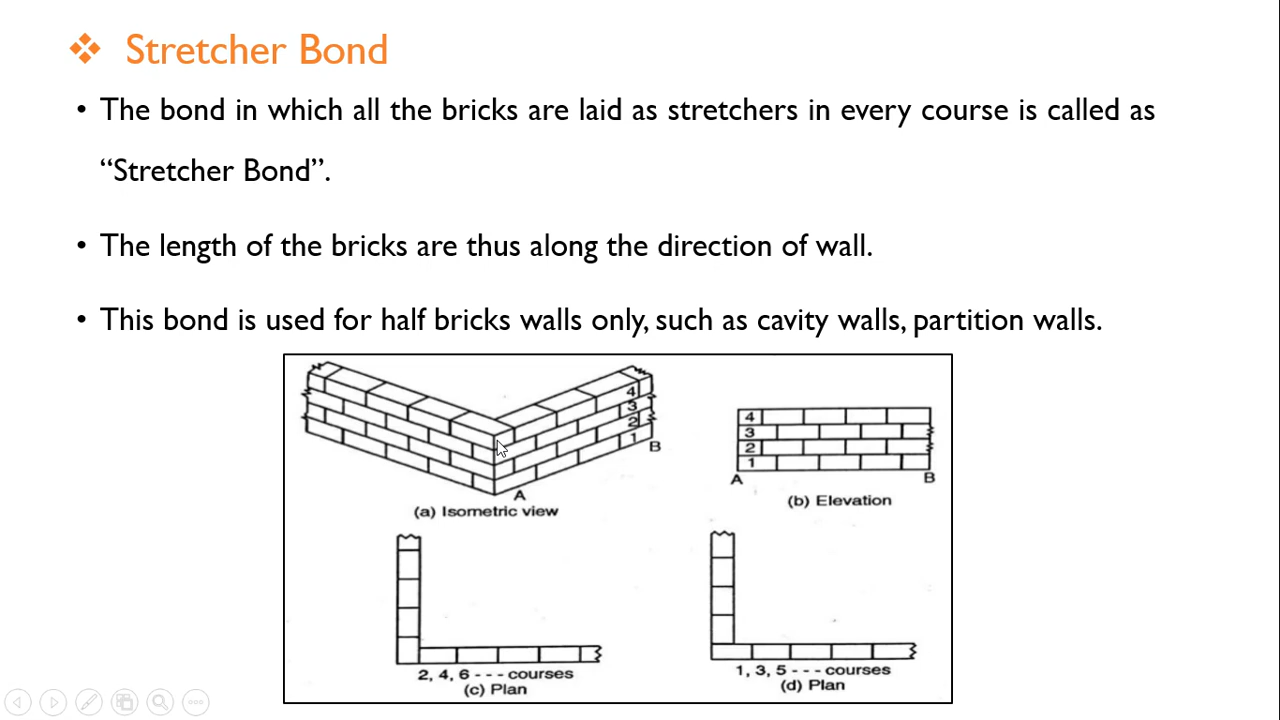 Stretcher Bond
• The bond in which all the bricks are laid as stretchers in every course is called as
“Stretcher Bond”.
• The length of the bricks are thus along the direction of wall.
• This bond is used for half bricks walls only, such as cavity walls, partition walls.
4
3
2
1
B
A
(a) Isometric view
4
3
2
1
A B
(b) Elevation
2, 4, 6 - - - courses
(c) Plan
1, 3, 5 - - - courses
(d) Plan